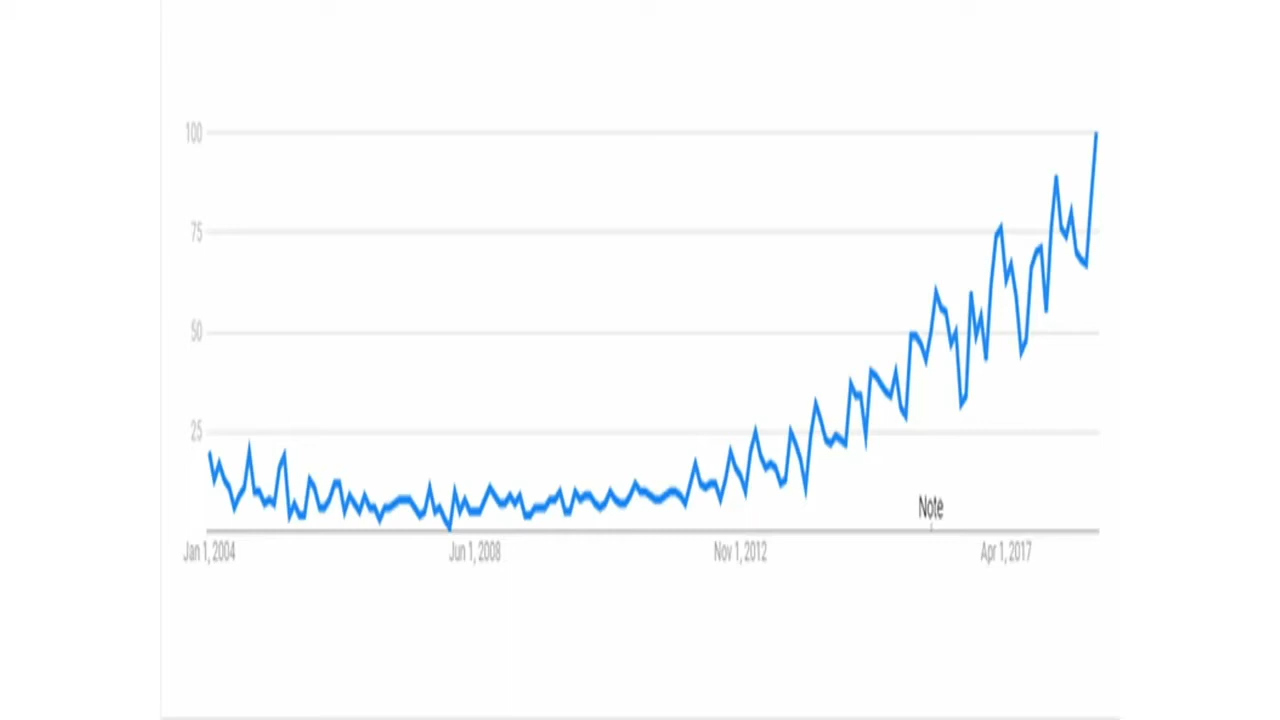 100
75
50
25
Note
Jan 1, 2004
Jun 1, 2008
Nov 1, 2012
Apr 1, 2017